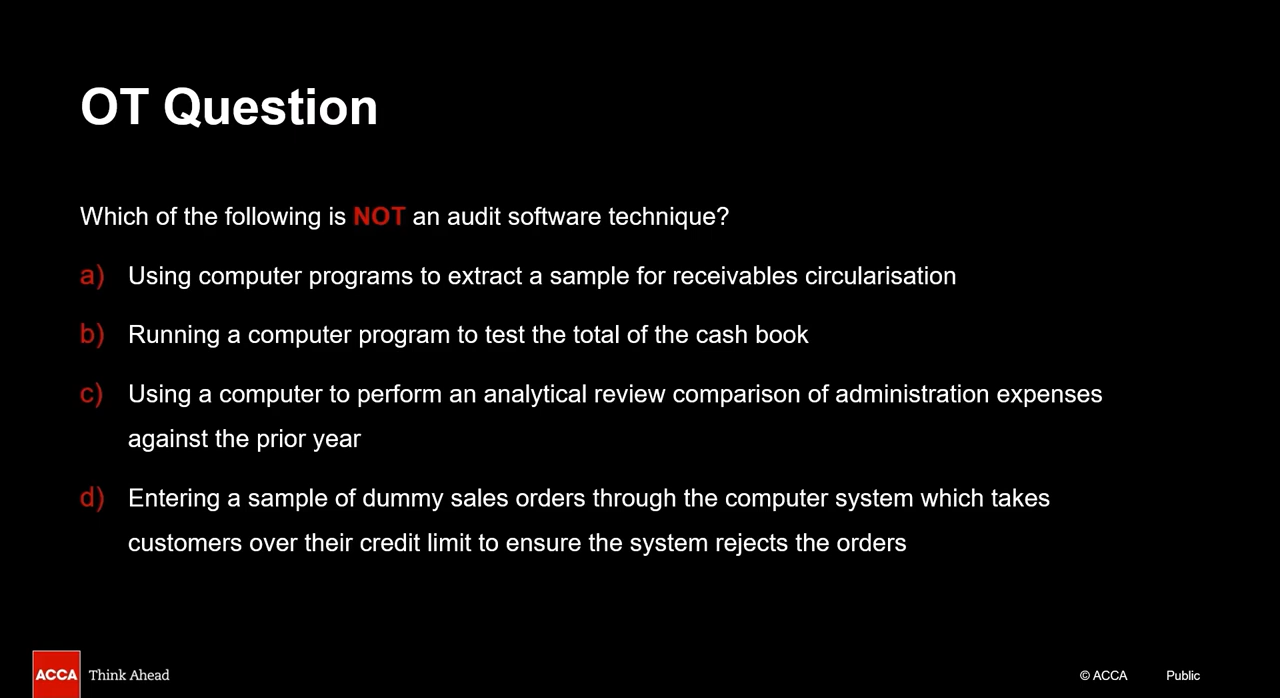 OT Question
Which of the following is NOT an audit software technique?
a) Using computer programs to extract a sample for receivables circularisation
b) Running a computer program to test the total of the cash book
c) Using a computer to perform an analytical review comparison of administration expenses
against the prior year
d) Entering a sample of dummy sales orders through the computer system which takes
customers over their credit limit to ensure the system rejects the orders
ACCA Think Ahead
© ACCA Public